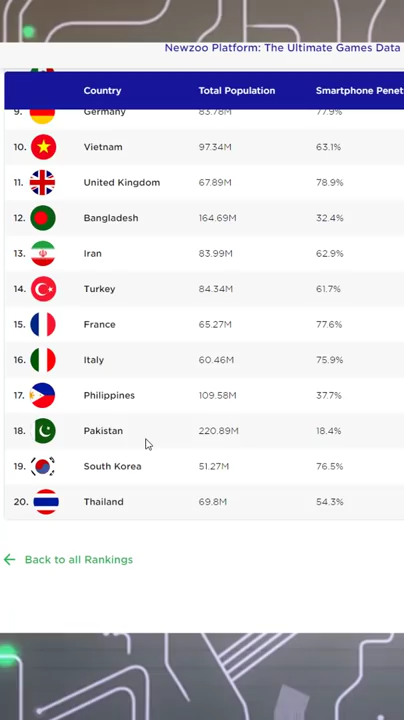 Newzoo Platform: The Ultimate Games Data
Country Total Population Smartphone Penet
9. Germany 83.78M 77.9%
10. Vietnam 97.34M 63.1%
11. United Kingdom 67.89M 78.9%
12. Bangladesh 164.69M 32.4%
13. Iran 83.99M 62.9%
14. Turkey 84.34M 61.7%
15. France 65.27M 77.6%
16. Italy 60.46M 75.9%
17. Philippines 109.58M 37.7%
18. Pakistan 220.89M 18.4%
19. South Korea 51.27M 76.5%
20. Thailand 69.8M 54.3%
← Back to all Rankings